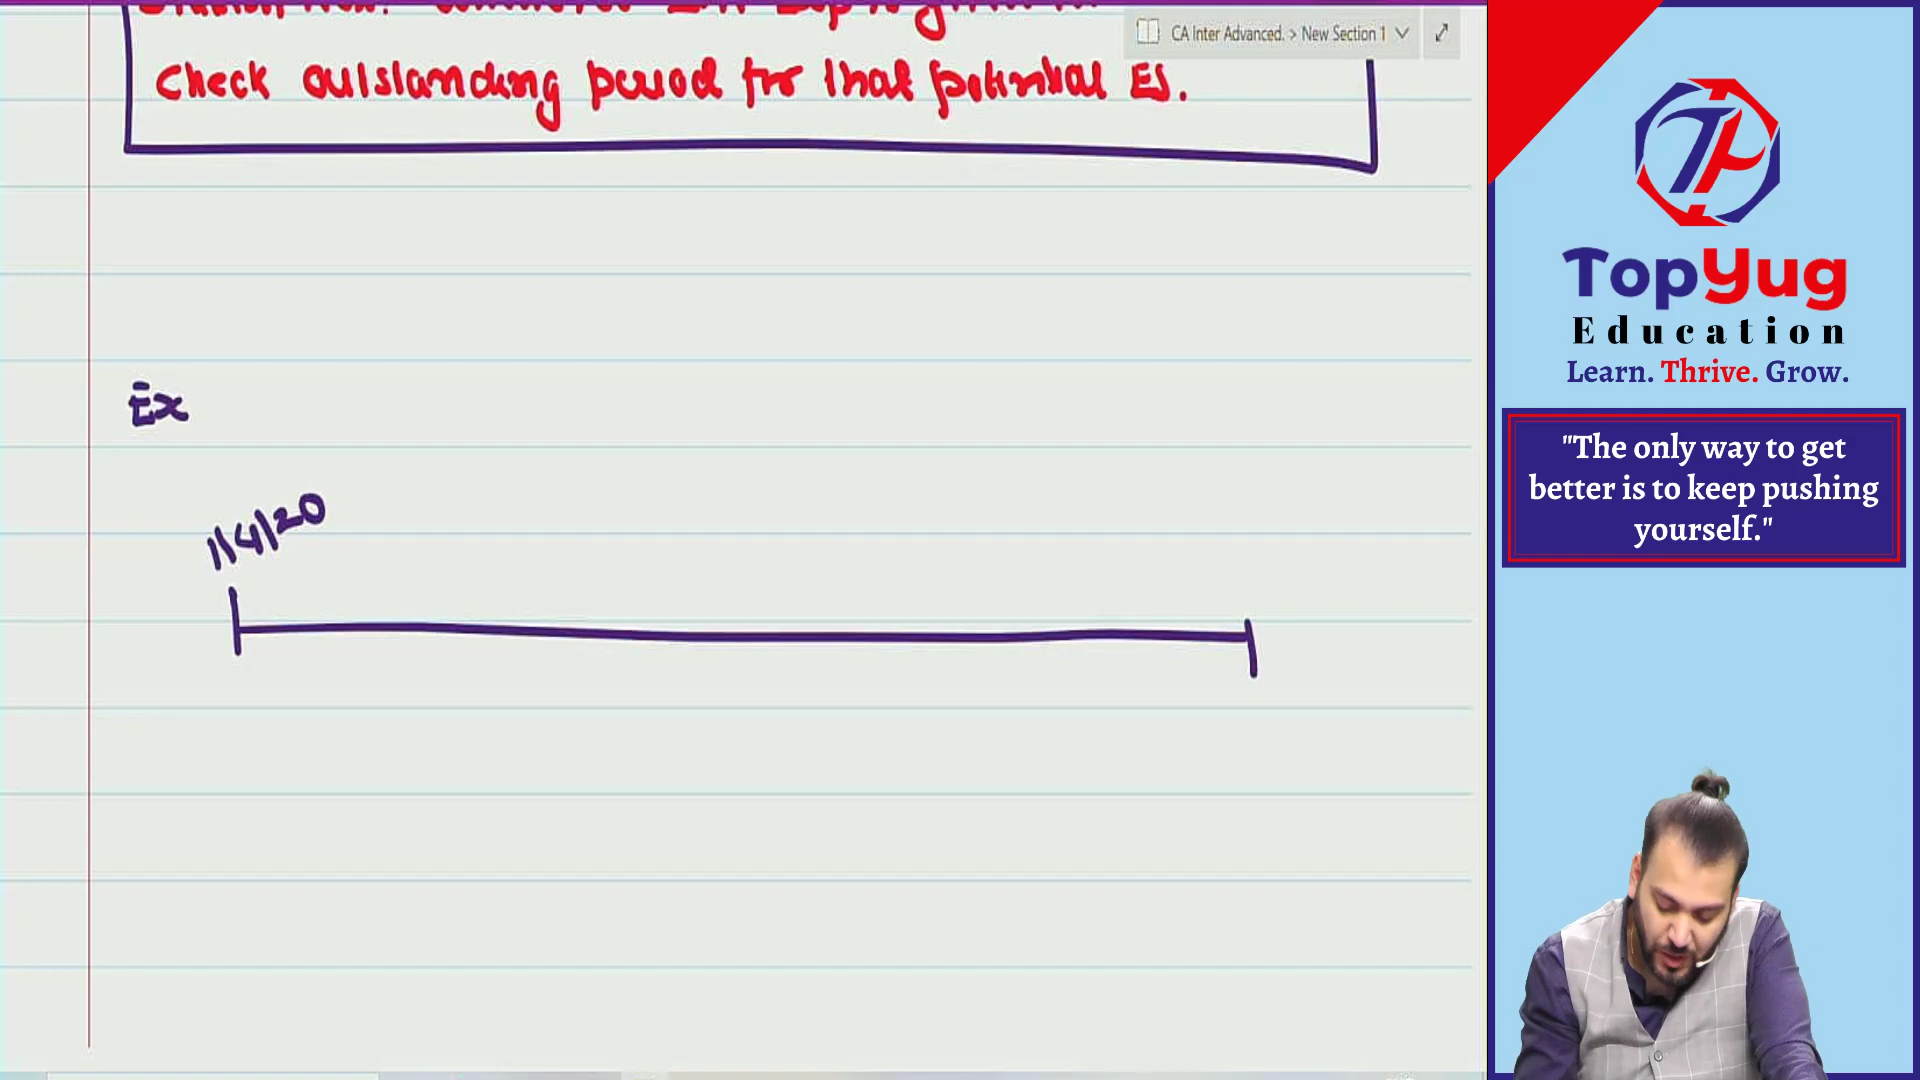 CA Inter Advanced. > New Section 1
Check outstanding period for that potential ES.
Ex
1/4/20
TopYug
Education
Learn. Thrive. Grow.
"The only way to get
better is to keep pushing
yourself."